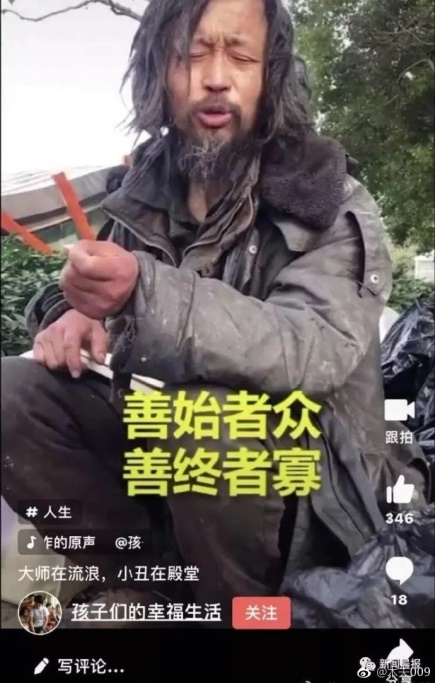 善始者众
善终者寡
跟拍
346
# 人生
作的原声 @孩
18
大师在流浪，小丑在殿堂
孩子们的幸福生活
关注
写评论...
新闻晨报
分享